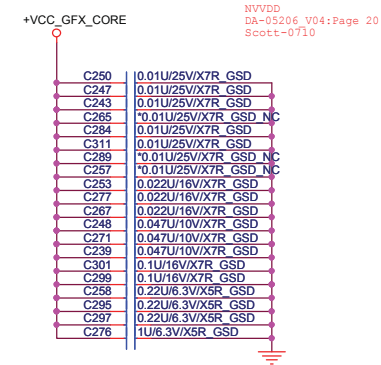 +VCC_GFX_CORE
NVVDD
DA-05206_V04:Page 20
Scott-0710
C250 0.01U/25V/X7R_GSD
C247 0.01U/25V/X7R_GSD
C243 0.01U/25V/X7R_GSD
C265 *0.01U/25V/X7R_GSD_NC
C284 0.01U/25V/X7R_GSD
C311 0.01U/25V/X7R_GSD
C289 *0.01U/25V/X7R_GSD_NC
C257 *0.01U/25V/X7R_GSD_NC
C253 0.022U/16V/X7R_GSD
C277 0.022U/16V/X7R_GSD
C267 0.022U/16V/X7R_GSD
C248 0.047U/10V/X7R_GSD
C271 0.047U/10V/X7R_GSD
C239 0.047U/10V/X7R_GSD
C301 0.1U/16V/X7R_GSD
C299 0.1U/16V/X7R_GSD
C258 0.22U/6.3V/X5R_GSD
C295 0.22U/6.3V/X5R_GSD
C297 0.22U/6.3V/X5R_GSD
C276 1U/6.3V/X5R_GSD